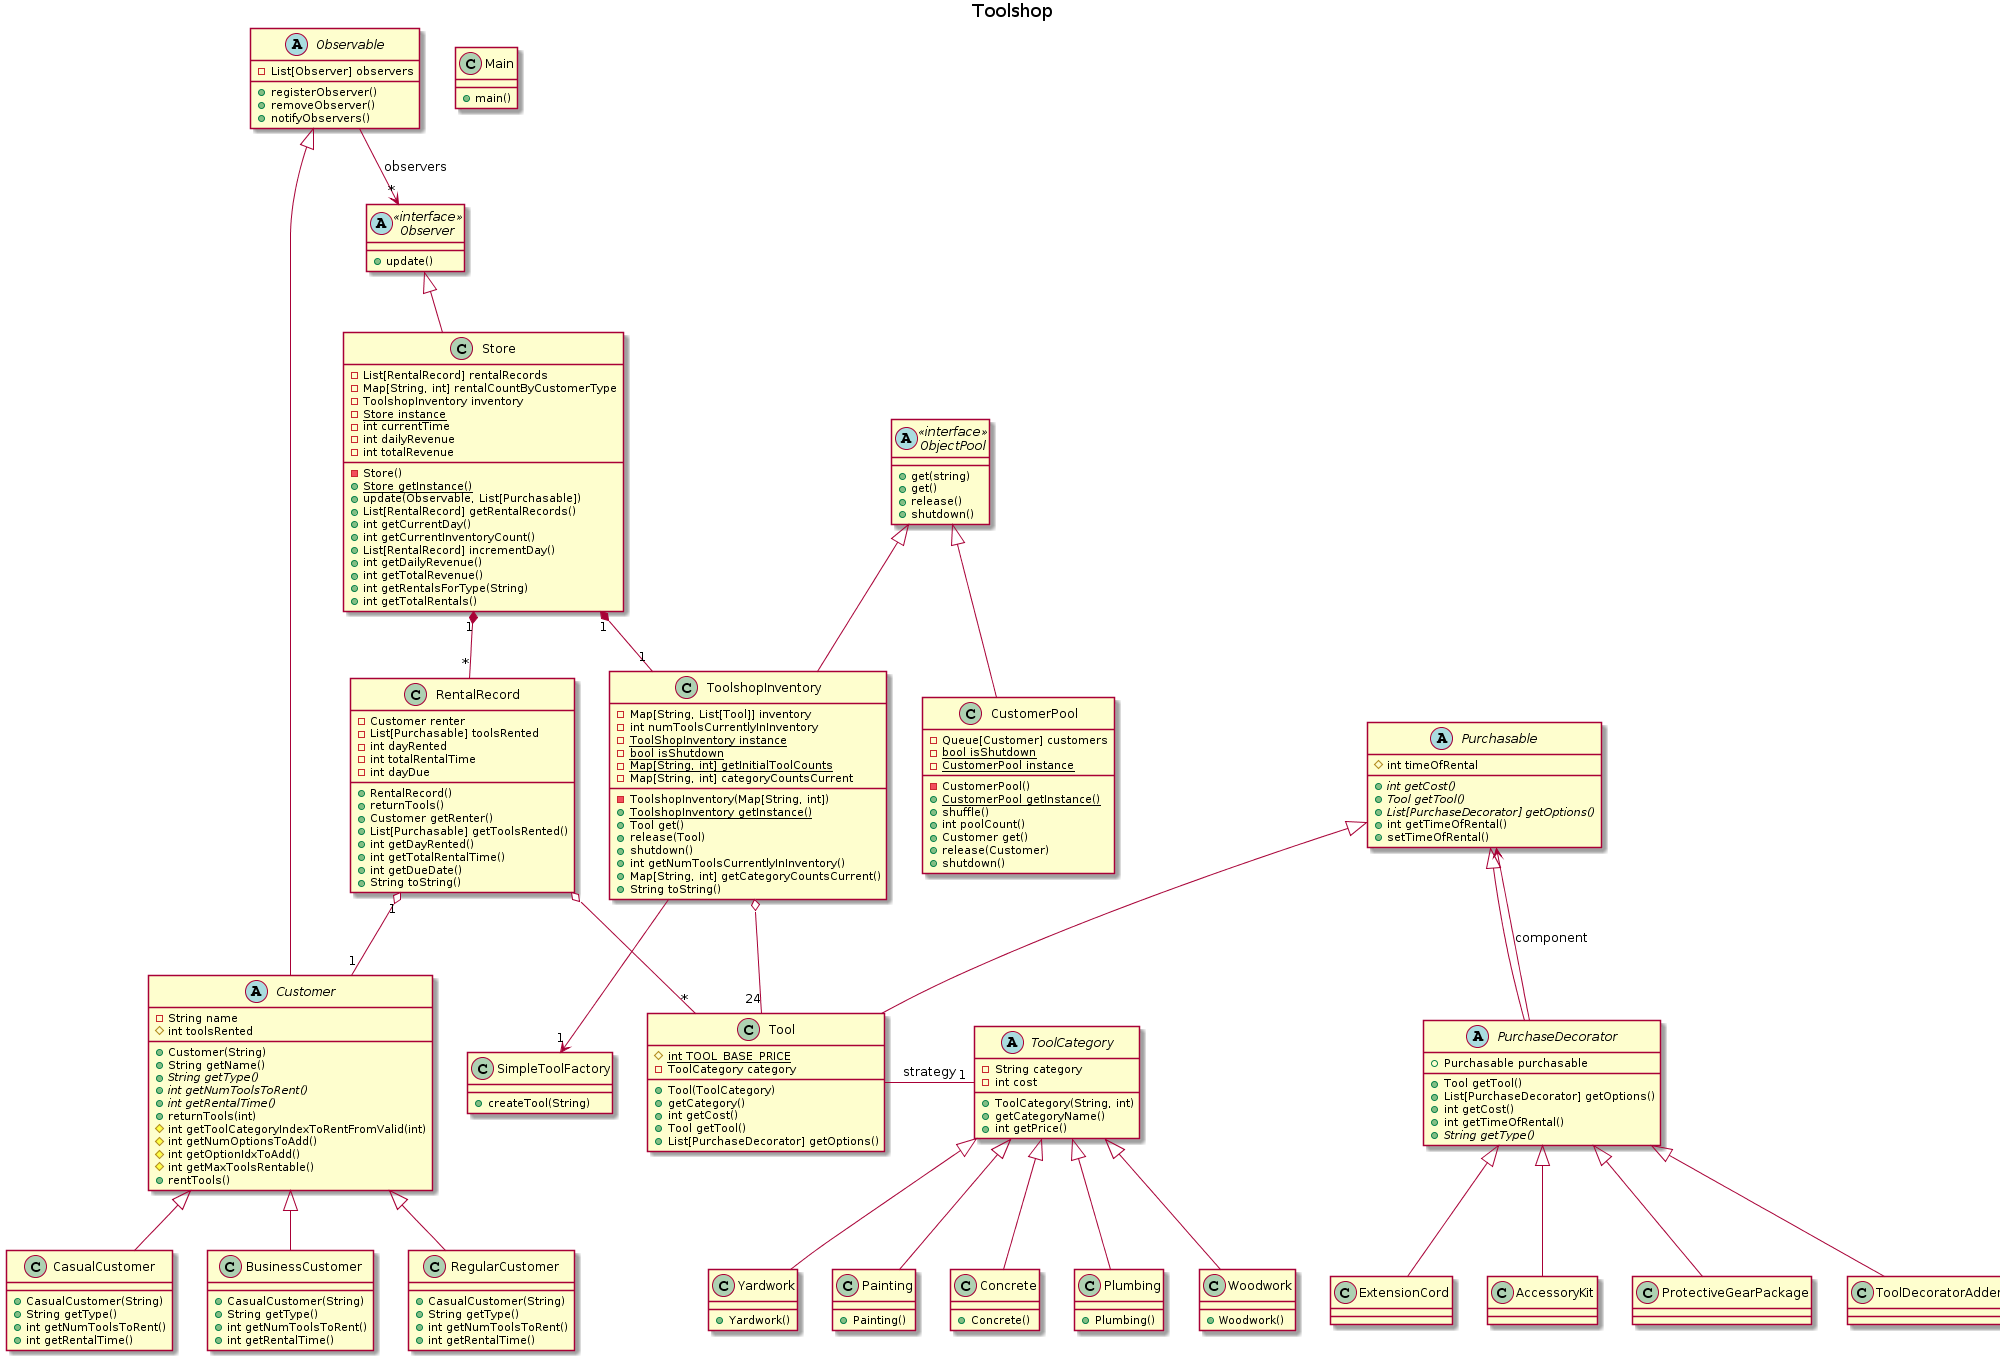 Toolshop
A Observable
List[Observer] observers
registerObserver()
removeObserver()
notifyObservers()
C Main
main()
observers
*
A «interface»
Observer
update()
C Store
List[RentalRecord] rentalRecords
Map[String, int] rentalCountByCustomerType
ToolshopInventory inventory
Store instance
int currentTime
int dailyRevenue
int totalRevenue
Store()
Store getInstance()
update(Observable, List[Purchasable])
List[RentalRecord] getRentalRecords()
int getCurrentDay()
int getCurrentInventoryCount()
List[RentalRecord] incrementDay()
int getDailyRevenue()
int getTotalRevenue()
int getRentalsForType(String)
int getTotalRentals()
A «interface»
ObjectPool
get(string)
get()
release()
shutdown()
1
*
1
1
C RentalRecord
Customer renter
List[Purchasable] toolsRented
int dayRented
int totalRentalTime
int dayDue
RentalRecord()
returnTools()
Customer getRenter()
List[Purchasable] getToolsRented()
int getDayRented()
int getTotalRentalTime()
int getDueDate()
String toString()
C ToolshopInventory
Map[String, List[Tool]] inventory
int numToolsCurrentlyInInventory
ToolShopInventory instance
bool isShutdown
Map[String, int] getInitialToolCounts
Map[String, int] categoryCountsCurrent
ToolshopInventory(Map[String, int])
ToolshopInventory getInstance()
Tool get()
release(Tool)
shutdown()
int getNumToolsCurrentlyInInventory()
Map[String, int] getCategoryCountsCurrent()
String toString()
C CustomerPool
Queue[Customer] customers
bool isShutdown
CustomerPool instance
CustomerPool()
CustomerPool getInstance()
shuffle()
int poolCount()
Customer get()
release(Customer)
shutdown()
A Purchasable
int timeOfRental
int getCost()
Tool getTool()
List[PurchaseDecorator] getOptions()
int getTimeOfRental()
setTimeOfRental()
component
1
1
*
1
24
A Customer
String name
int toolsRented
Customer(String)
String getName()
String getType()
int getNumToolsToRent()
int getRentalTime()
returnTools(int)
int getToolCategoryIndexToRentFromValid(int)
int getNumOptionsToAdd()
int getOptionIdxToAdd()
int getMaxToolsRentable()
rentTools()
C SimpleToolFactory
createTool(String)
C Tool
int TOOL_BASE_PRICE
ToolCategory category
Tool(ToolCategory)
getCategory()
int getCost()
Tool getTool()
List[PurchaseDecorator] getOptions()
strategy 1
A ToolCategory
String category
int cost
ToolCategory(String, int)
getCategoryName()
int getPrice()
A PurchaseDecorator
Purchasable purchasable
Tool getTool()
List[PurchaseDecorator] getOptions()
int getCost()
int getTimeOfRental()
String getType()
C CasualCustomer
CasualCustomer(String)
String getType()
int getNumToolsToRent()
int getRentalTime()
C BusinessCustomer
CasualCustomer(String)
String getType()
int getNumToolsToRent()
int getRentalTime()
C RegularCustomer
CasualCustomer(String)
String getType()
int getNumToolsToRent()
int getRentalTime()
C Yardwork
Yardwork()
C Painting
Painting()
C Concrete
Concrete()
C Plumbing
Plumbing()
C Woodwork
Woodwork()
C ExtensionCord
C AccessoryKit
C ProtectiveGearPackage
C ToolDecoratorAdder